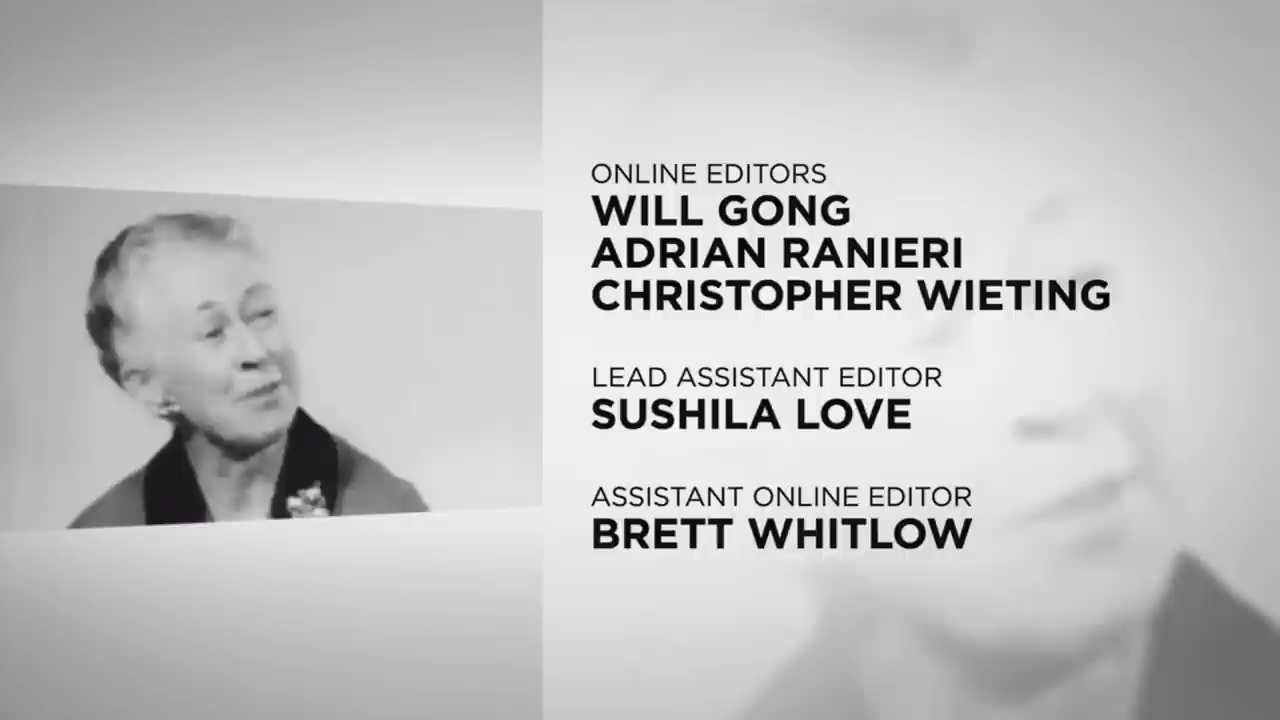 ONLINE EDITORS
WILL GONG
ADRIAN RANIERI
CHRISTOPHER WIETING
LEAD ASSISTANT EDITOR
SUSHILA LOVE
ASSISTANT ONLINE EDITOR
BRETT WHITLOW